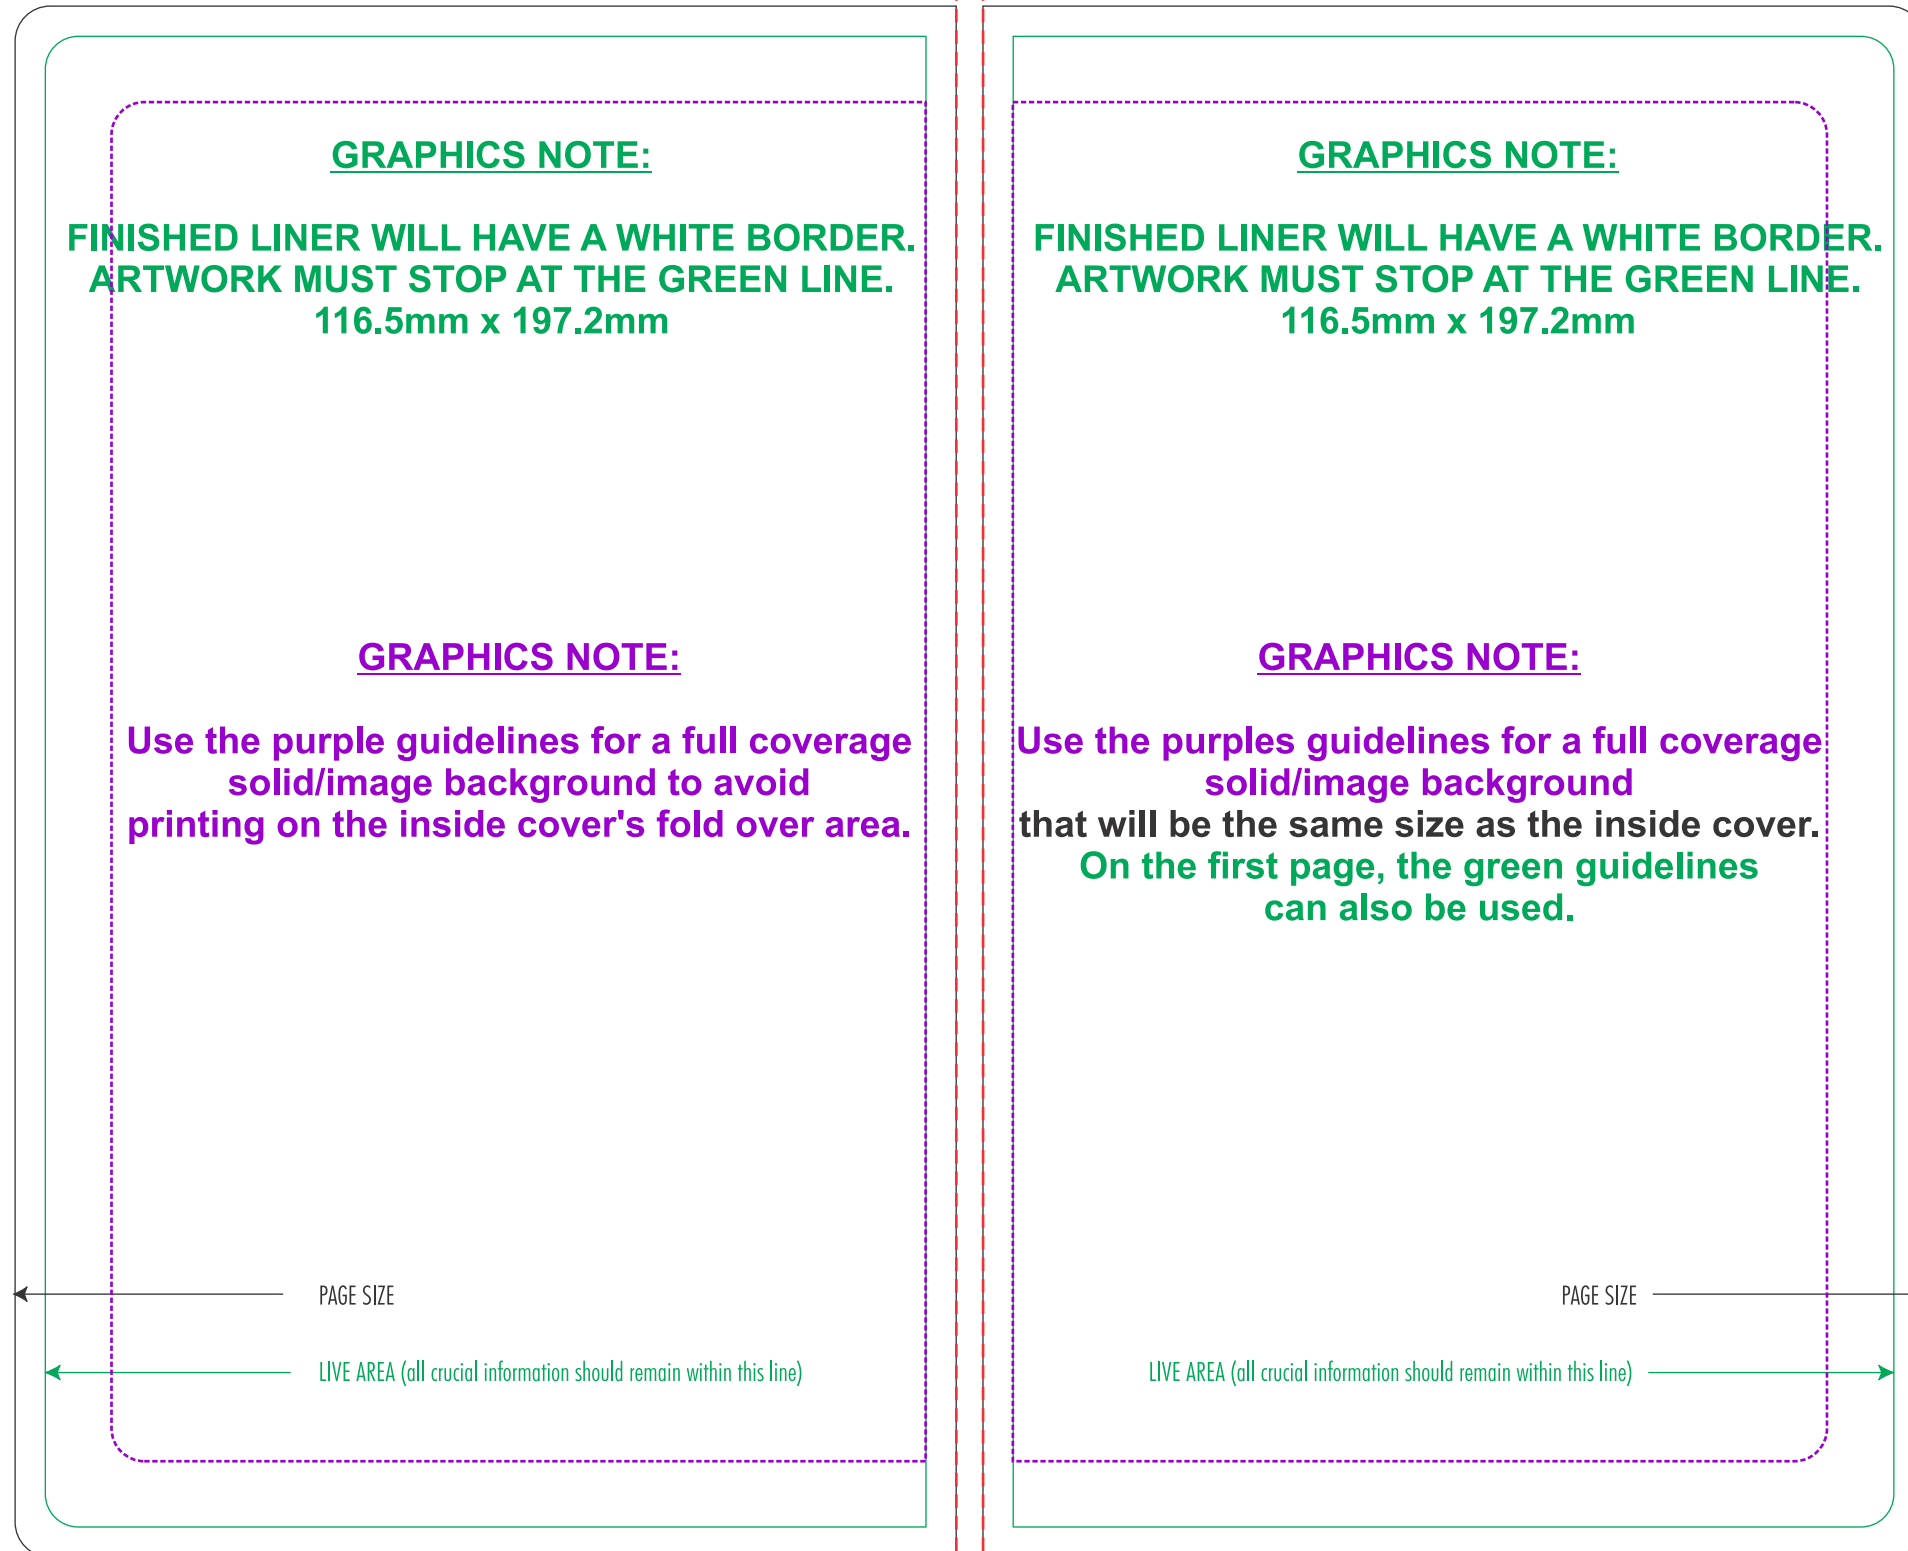 GRAPHICS NOTE:
FINISHED LINER WILL HAVE A WHITE BORDER.
ARTWORK MUST STOP AT THE GREEN LINE.
116.5mm x 197.2mm
GRAPHICS NOTE:
Use the purple guidelines for a full coverage
solid/image background to avoid
printing on the inside cover's fold over area.
PAGE SIZE
LIVE AREA (all crucial information should remain within this line)
GRAPHICS NOTE:
FINISHED LINER WILL HAVE A WHITE BORDER.
ARTWORK MUST STOP AT THE GREEN LINE.
116.5mm x 197.2mm
GRAPHICS NOTE:
Use the purples guidelines for a full coverage
solid/image background
that will be the same size as the inside cover.
On the first page, the green guidelines
can also be used.
PAGE SIZE
LIVE AREA (all crucial information should remain within this line)